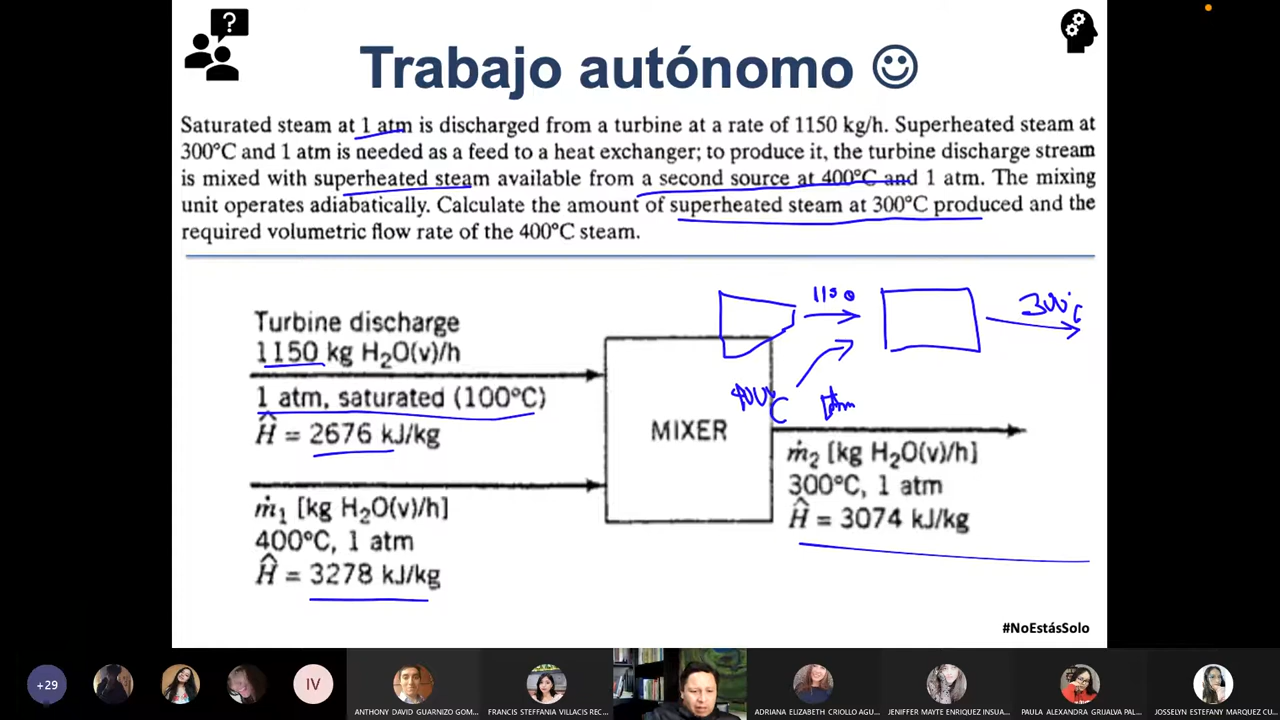 ?
Trabajo autónomo
Saturated steam at 1 atm is discharged from a turbine at a rate of 1150 kg/h. Superheated steam at
300°C and 1 atm is needed as a feed to a heat exchanger; to produce it, the turbine discharge stream
is mixed with superheated steam available from a second source at 400°C and 1 atm. The mixing
unit operates adiabatically. Calculate the amount of superheated steam at 300°C produced and the
required volumetric flow rate of the 400°C steam.
Turbine discharge
1150 kg H₂O(v)/h
1 atm, saturated (100°C)
Ĥ = 2676 kJ/kg
ṁ₁ [kg H₂O(v)/h]
400°C, 1 atm
Ĥ = 3278 kJ/kg
MIXER
1150
300°C
400°C
ṁ₂ [kg H₂O(v)/h]
300°C, 1 atm
Ĥ = 3074 kJ/kg
#NoEstásSolo
+29
IV
ANTHONY DAVID GUARNIZO GOM...
FRANCIS STEFFANIA VILLACIS REC...
ADRIANA ELIZABETH CRIOLLO AGU...
JENIFFER MAYTE ENRIQUEZ INSUA...
PAULA ALEXANDRA GRIJALVA PAL...
JOSSELYN ESTEFANY MARQUEZ CU...